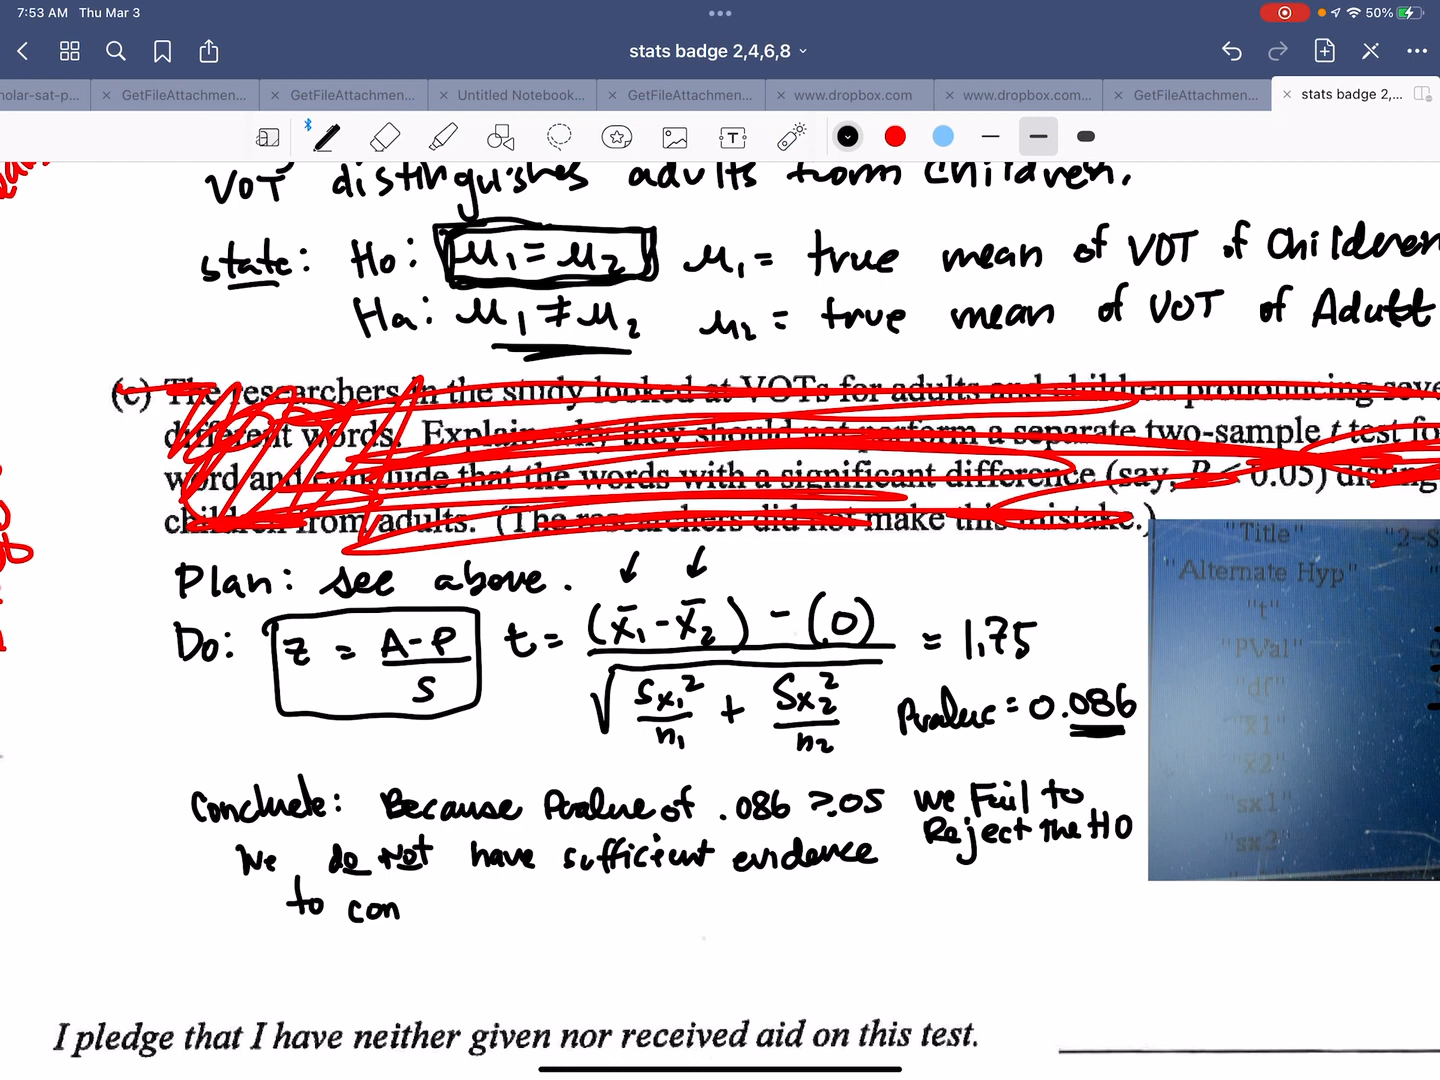 7:53 AM Thu Mar 3
50%
stats badge 2,4,6,8
holar-sat-p...
GetFileAttachmen...
GetFileAttachmen...
Untitled Notebook...
GetFileAttachmen...
www.dropbox.com
www.dropbox.com...
GetFileAttachmen...
stats badge 2,...
VOT distinguishes adults from Children.
state: Ho: μ1 = μ2 μ1 = true mean of VOT of Childeren
Ha: μ1 ≠ μ2 μ2 = true mean of VOT of Adult
(c) The researchers in the study looked at VOTs for adults and children pronouncing seve
different words. Explain why they should not perform a separate two-sample t test fo
word and conclude that the words with a significant difference (say, P < 0.05) disting
children from adults. (The researchers did not make this mistake.)
"Title" "2-S
"Alternate Hyp"
"t"
"PVal"
"df"
"x̄1"
"x̄2"
"sx1"
"sx2"
Plan: see above.
Do: z = A-P/S t = (x̄1 - x̄2) - (0) / √(Sx1²/n1 + Sx2²/n2) = 1.75
Pvalue = 0.086
Conclude: Because Pvalue of .086 >.05 we Fail to
Reject the H0
We do Not have sufficient evidence
to con
I pledge that I have neither given nor received aid on this test.